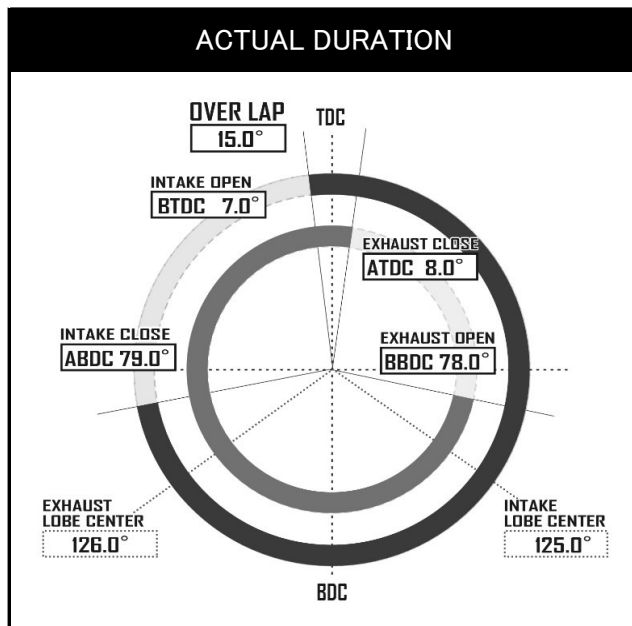 ACTUAL DURATION
OVER LAP
15.0°
TDC
INTAKE OPEN
BTDC 7.0°
EXHAUST CLOSE
ATDC 8.0°
INTAKE CLOSE
ABDC 79.0°
EXHAUST OPEN
BBDC 78.0°
EXHAUST
LOBE CENTER
126.0°
INTAKE
LOBE CENTER
125.0°
BDC